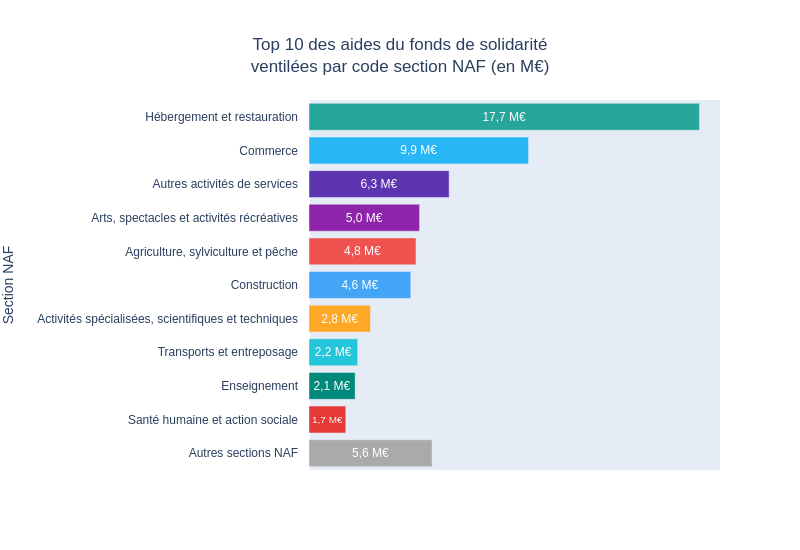 Top 10 des aides du fonds de solidarité
ventilées par code section NAF (en M€)
Section NAF
Hébergement et restauration 17,7 M€
Commerce 9,9 M€
Autres activités de services 6,3 M€
Arts, spectacles et activités récréatives 5,0 M€
Agriculture, sylviculture et pêche 4,8 M€
Construction 4,6 M€
Activités spécialisées, scientifiques et techniques 2,8 M€
Transports et entreposage 2,2 M€
Enseignement 2,1 M€
Santé humaine et action sociale 1,7 M€
Autres sections NAF 5,6 M€